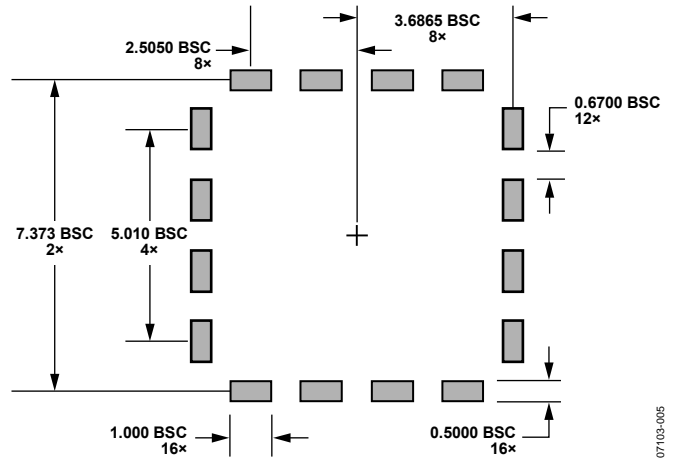 3.6865 BSC
8×
2.5050 BSC
8×
0.6700 BSC
12×
7.373 BSC
2×
5.010 BSC
4×
1.000 BSC
16×
0.5000 BSC
16×
07103-005